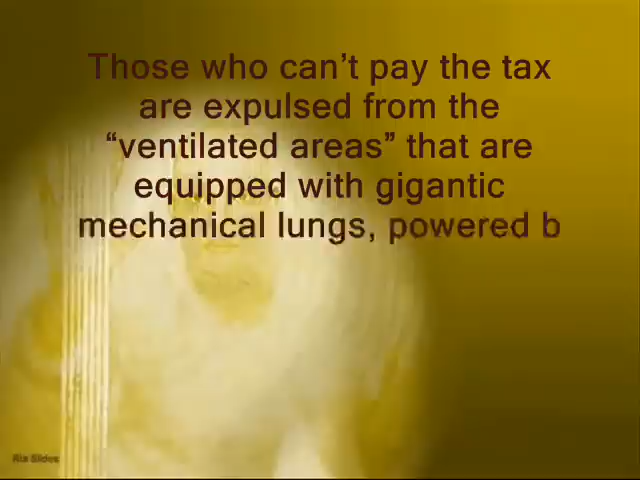 Those who can’t pay the tax
are expulsed from the
“ventilated areas” that are
equipped with gigantic
mechanical lungs, powered b
Ria Slides